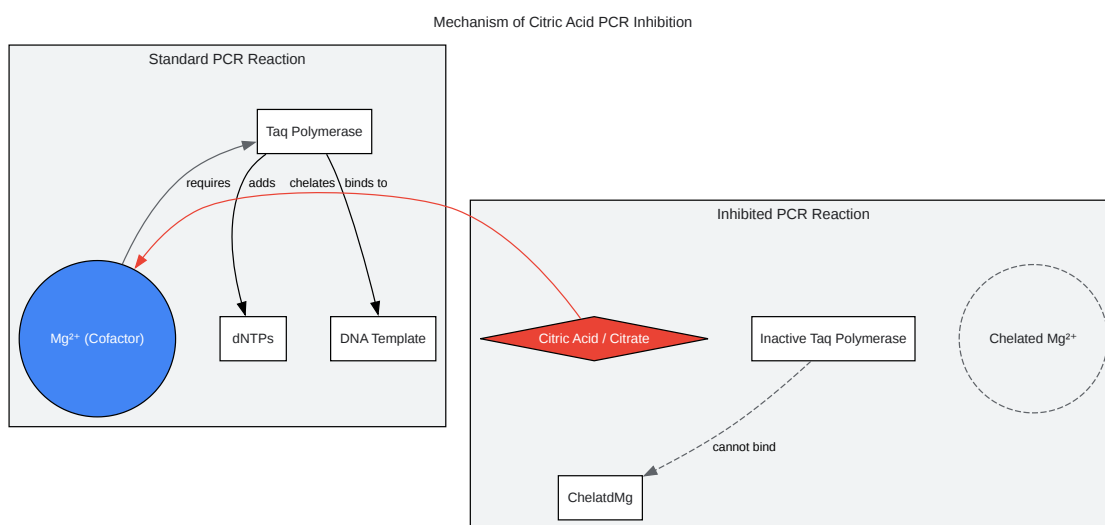 Mechanism of Citric Acid PCR Inhibition
Standard PCR Reaction
Taq Polymerase
requires
adds
chelates
binds to
Mg²⁺ (Cofactor)
dNTPs
DNA Template
Inhibited PCR Reaction
Citric Acid / Citrate
Inactive Taq Polymerase
Chelated Mg²⁺
cannot bind
ChelatdMg